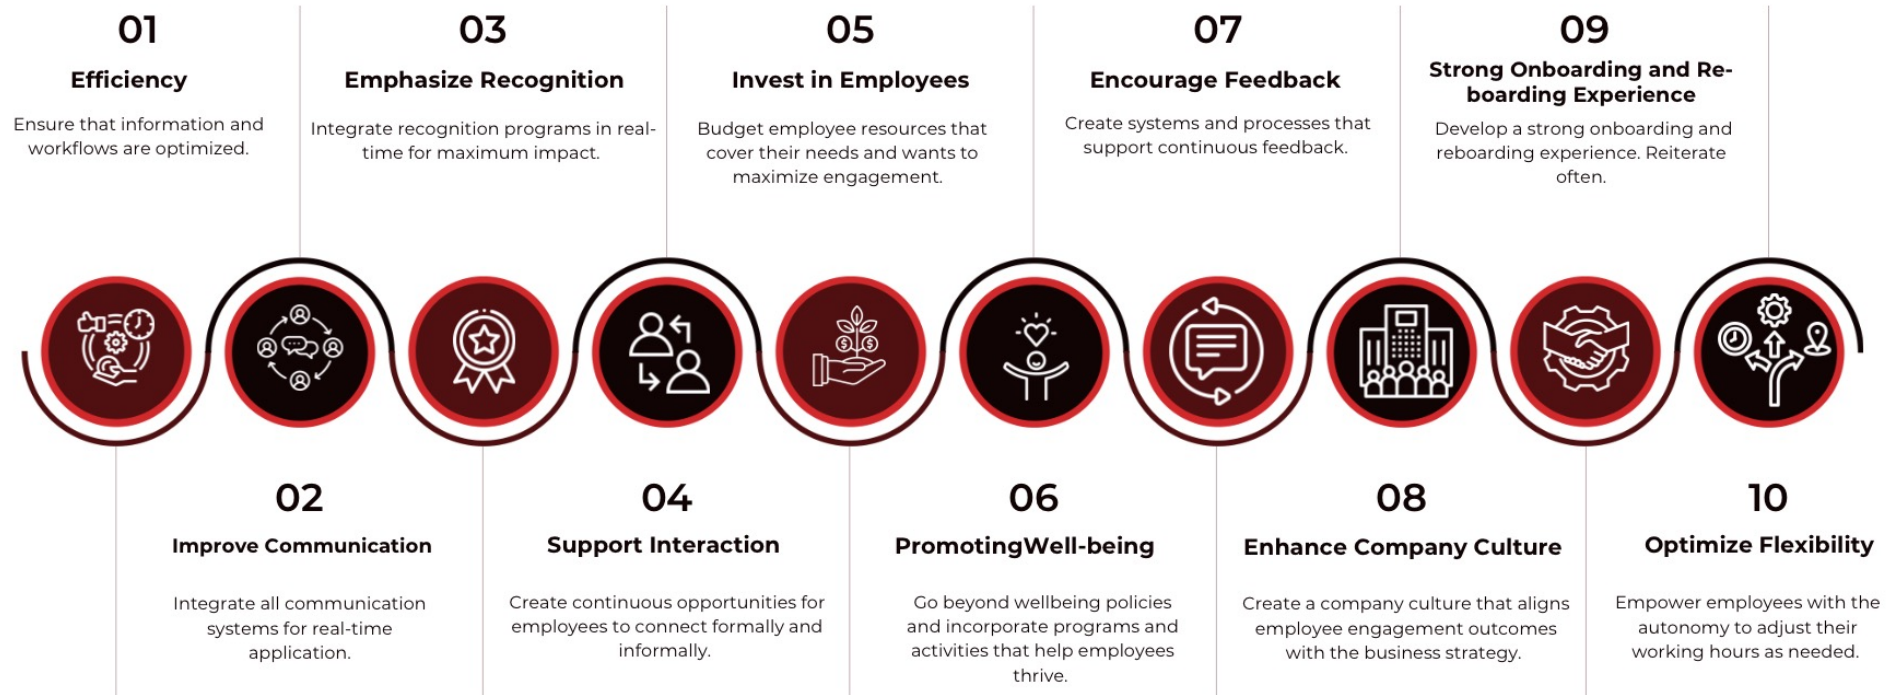 01
Efficiency
Ensure that information and
workflows are optimized.
02
Improve Communication
Integrate all communication
systems for real-time
application.
03
Emphasize Recognition
Integrate recognition programs in real-
time for maximum impact.
04
Support Interaction
Create continuous opportunities for
employees to connect formally and
informally.
05
Invest in Employees
Budget employee resources that
cover their needs and wants to
maximize engagement.
06
PromotingWell-being
Go beyond wellbeing policies
and incorporate programs and
activities that help employees
thrive.
07
Encourage Feedback
Create systems and processes that
support continuous feedback.
08
Enhance Company Culture
Create a company culture that aligns
employee engagement outcomes
with the business strategy.
09
Strong Onboarding and Re-
boarding Experience
Develop a strong onboarding and
reboarding experience. Reiterate
often.
10
Optimize Flexibility
Empower employees with the
autonomy to adjust their
working hours as needed.